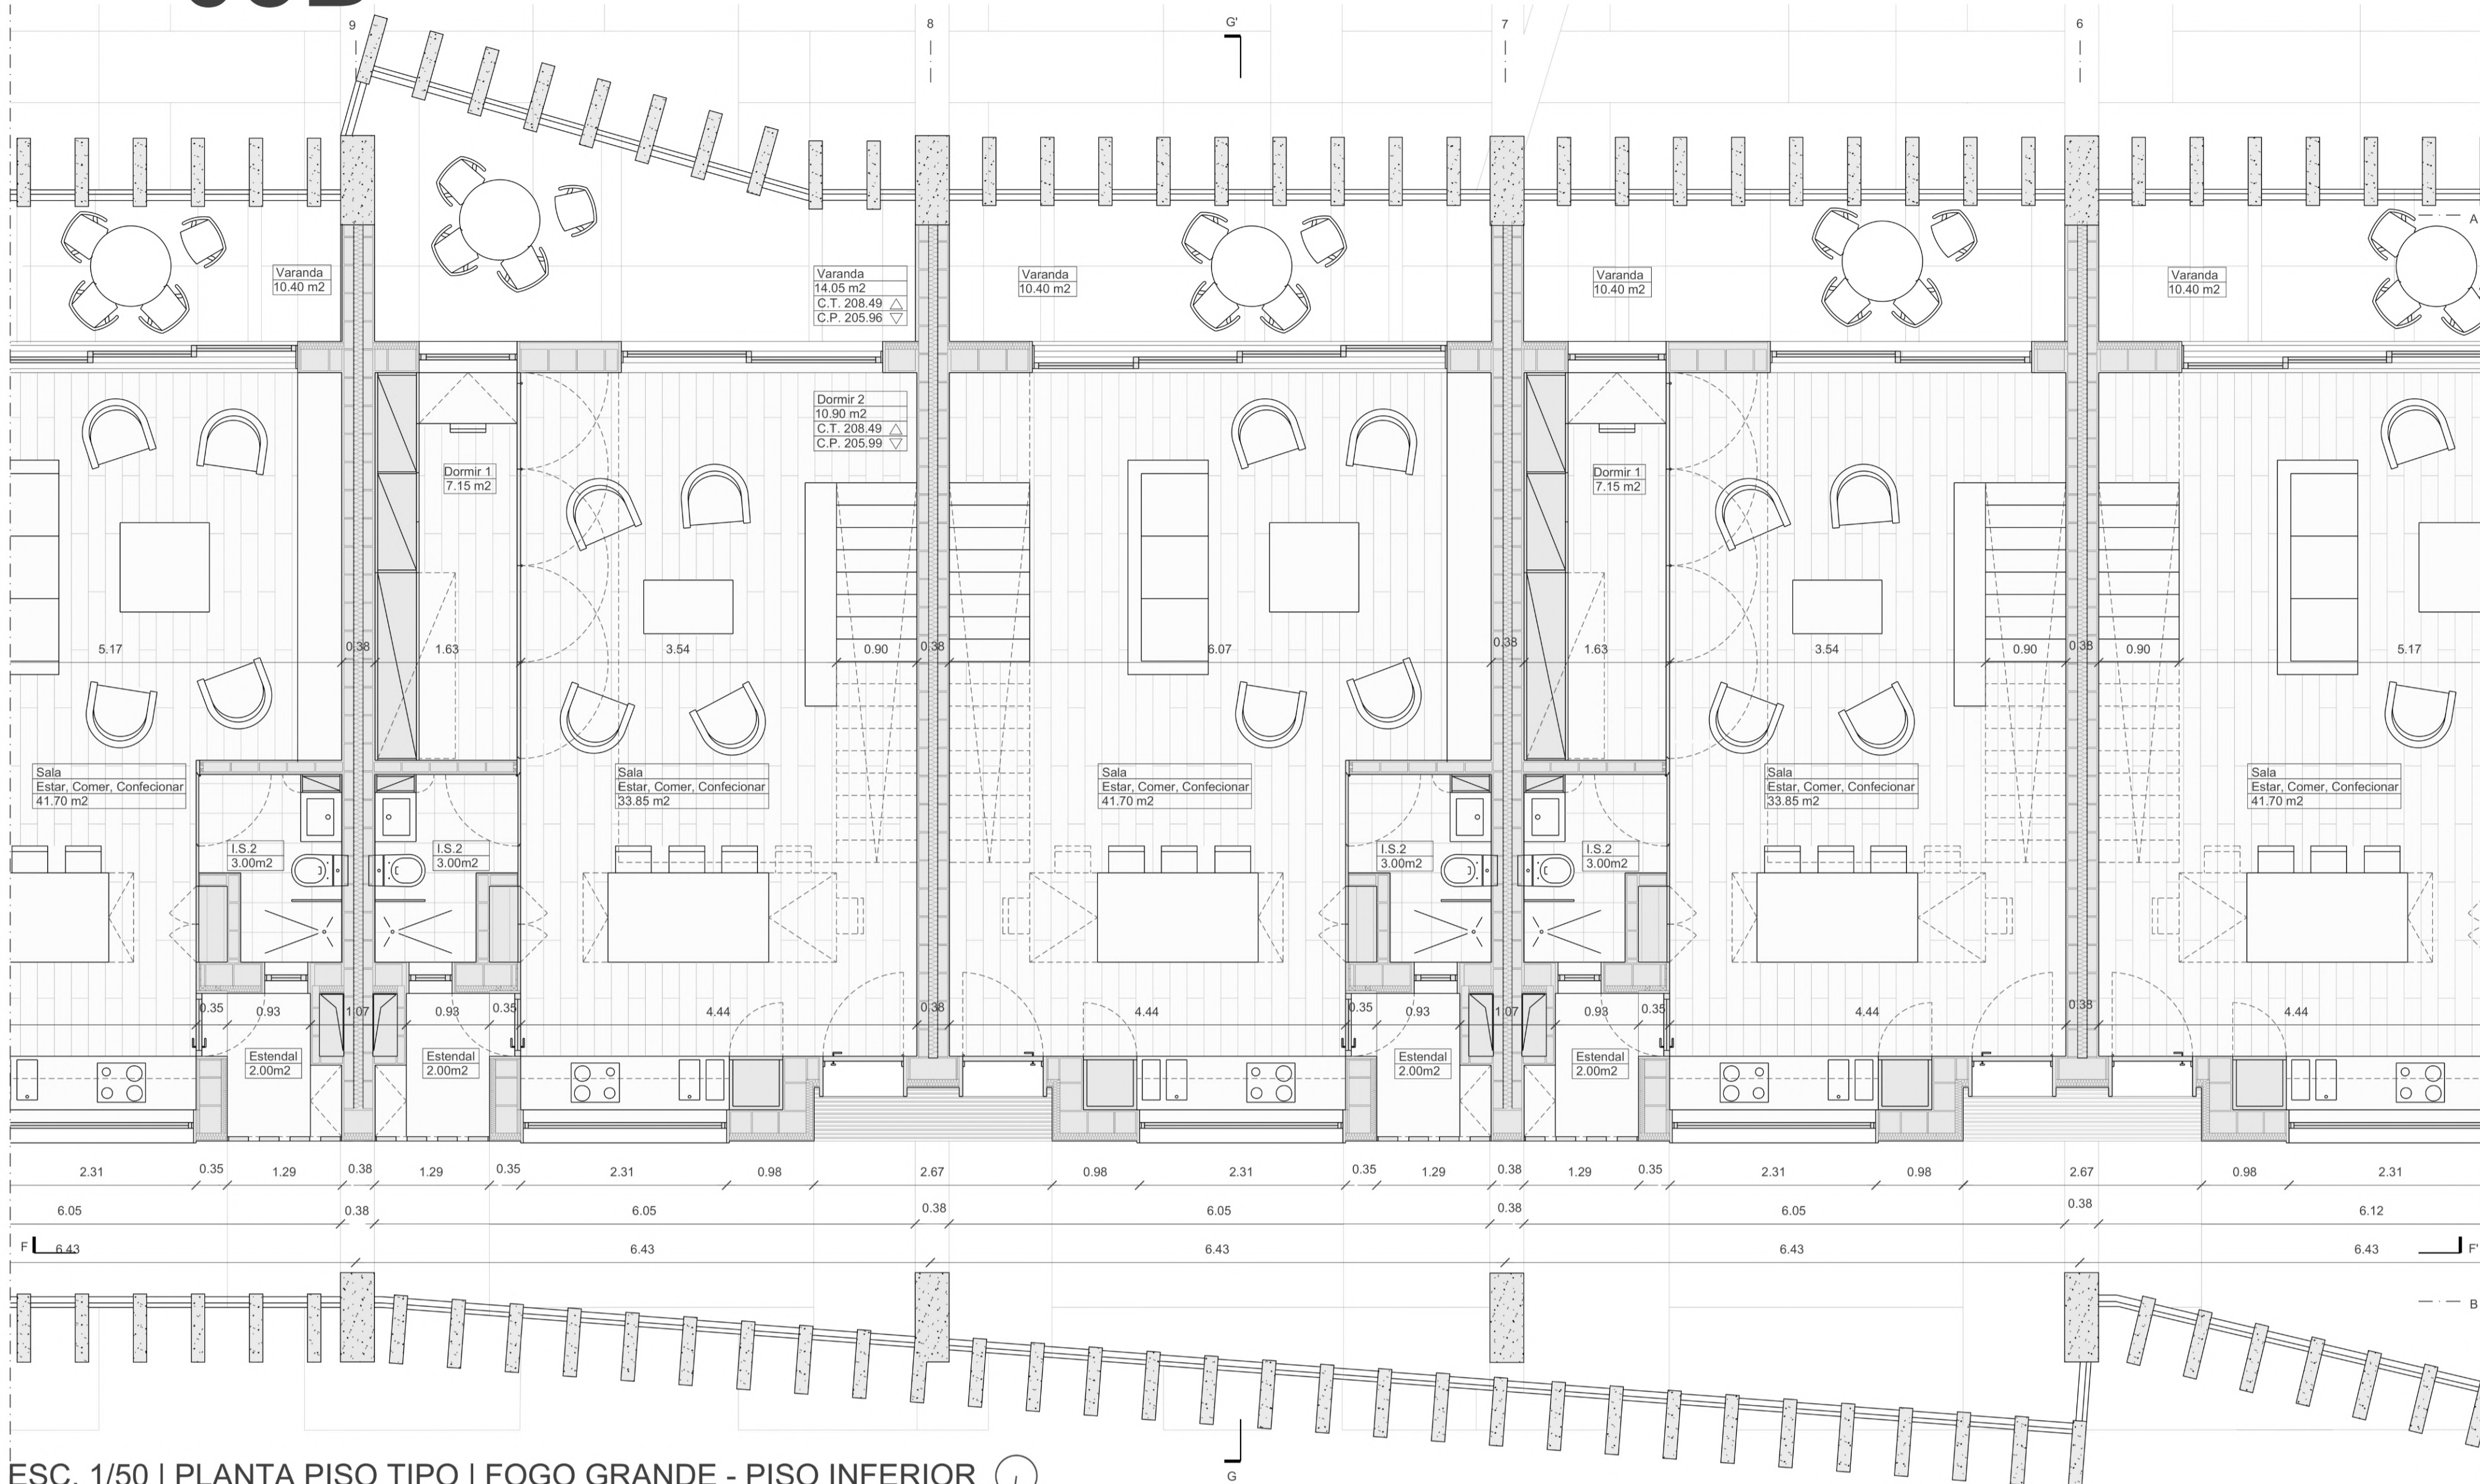 9
8
G'
7
6
A
Varanda
10.40 m2
Varanda
14.05 m2
C.T. 208.49
C.P. 205.96
Varanda
10.40 m2
Varanda
10.40 m2
Varanda
10.40 m2
Dormir 2
10.90 m2
C.T. 208.49
C.P. 205.99
Dormir 1
7.15 m2
Dormir 1
7.15 m2
5.17
0.38
1.63
3.54
0.90
0.38
6.07
0.38
1.63
3.54
0.90
0.38
0.90
5.17
Sala
Estar, Comer, Confecionar
41.70 m2
Sala
Estar, Comer, Confecionar
33.85 m2
Sala
Estar, Comer, Confecionar
41.70 m2
Sala
Estar, Comer, Confecionar
33.85 m2
Sala
Estar, Comer, Confecionar
41.70 m2
I.S.2
3.00m2
I.S.2
3.00m2
I.S.2
3.00m2
I.S.2
3.00m2
0.35
0.93
1.07
0.93
0.35
4.44
0.38
4.44
0.35
0.93
1.07
0.93
0.35
4.44
0.38
4.44
Estendal
2.00m2
Estendal
2.00m2
Estendal
2.00m2
Estendal
2.00m2
2.31
0.35
1.29
0.38
1.29
0.35
2.31
0.98
2.67
0.98
2.31
0.35
1.29
0.38
1.29
0.35
2.31
0.98
2.67
0.98
2.31
6.05
0.38
6.05
0.38
6.05
0.38
6.05
0.38
6.12
F
6.43
6.43
6.43
6.43
6.43
F'
B
G
ESC. 1/50 | PLANTA PISO TIPO | FOGO GRANDE - PISO INFERIOR